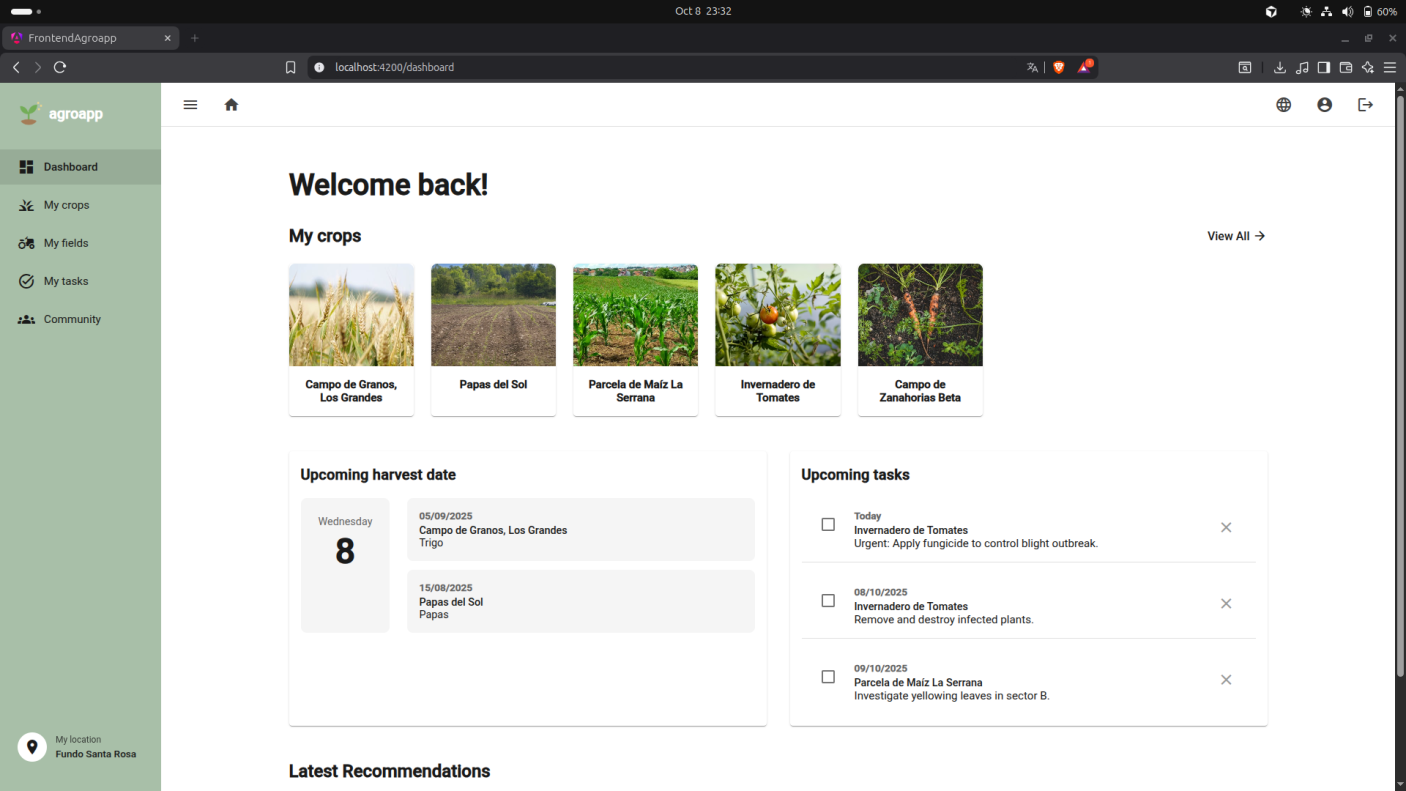 Oct 8 23:32
60%
FrontendAgroapp
localhost:4200/dashboard
agroapp
Dashboard
My crops
My fields
My tasks
Community
My location
Fundo Santa Rosa
Welcome back!
My crops
View All
Campo de Granos,
Los Grandes
Papas del Sol
Parcela de Maíz La
Serrana
Invernadero de
Tomates
Campo de
Zanahorias Beta
Upcoming harvest date
Wednesday
8
05/09/2025
Campo de Granos, Los Grandes
Trigo
15/08/2025
Papas del Sol
Papas
Upcoming tasks
Today
Invernadero de Tomates
Urgent: Apply fungicide to control blight outbreak.
08/10/2025
Invernadero de Tomates
Remove and destroy infected plants.
09/10/2025
Parcela de Maíz La Serrana
Investigate yellowing leaves in sector B.
Latest Recommendations